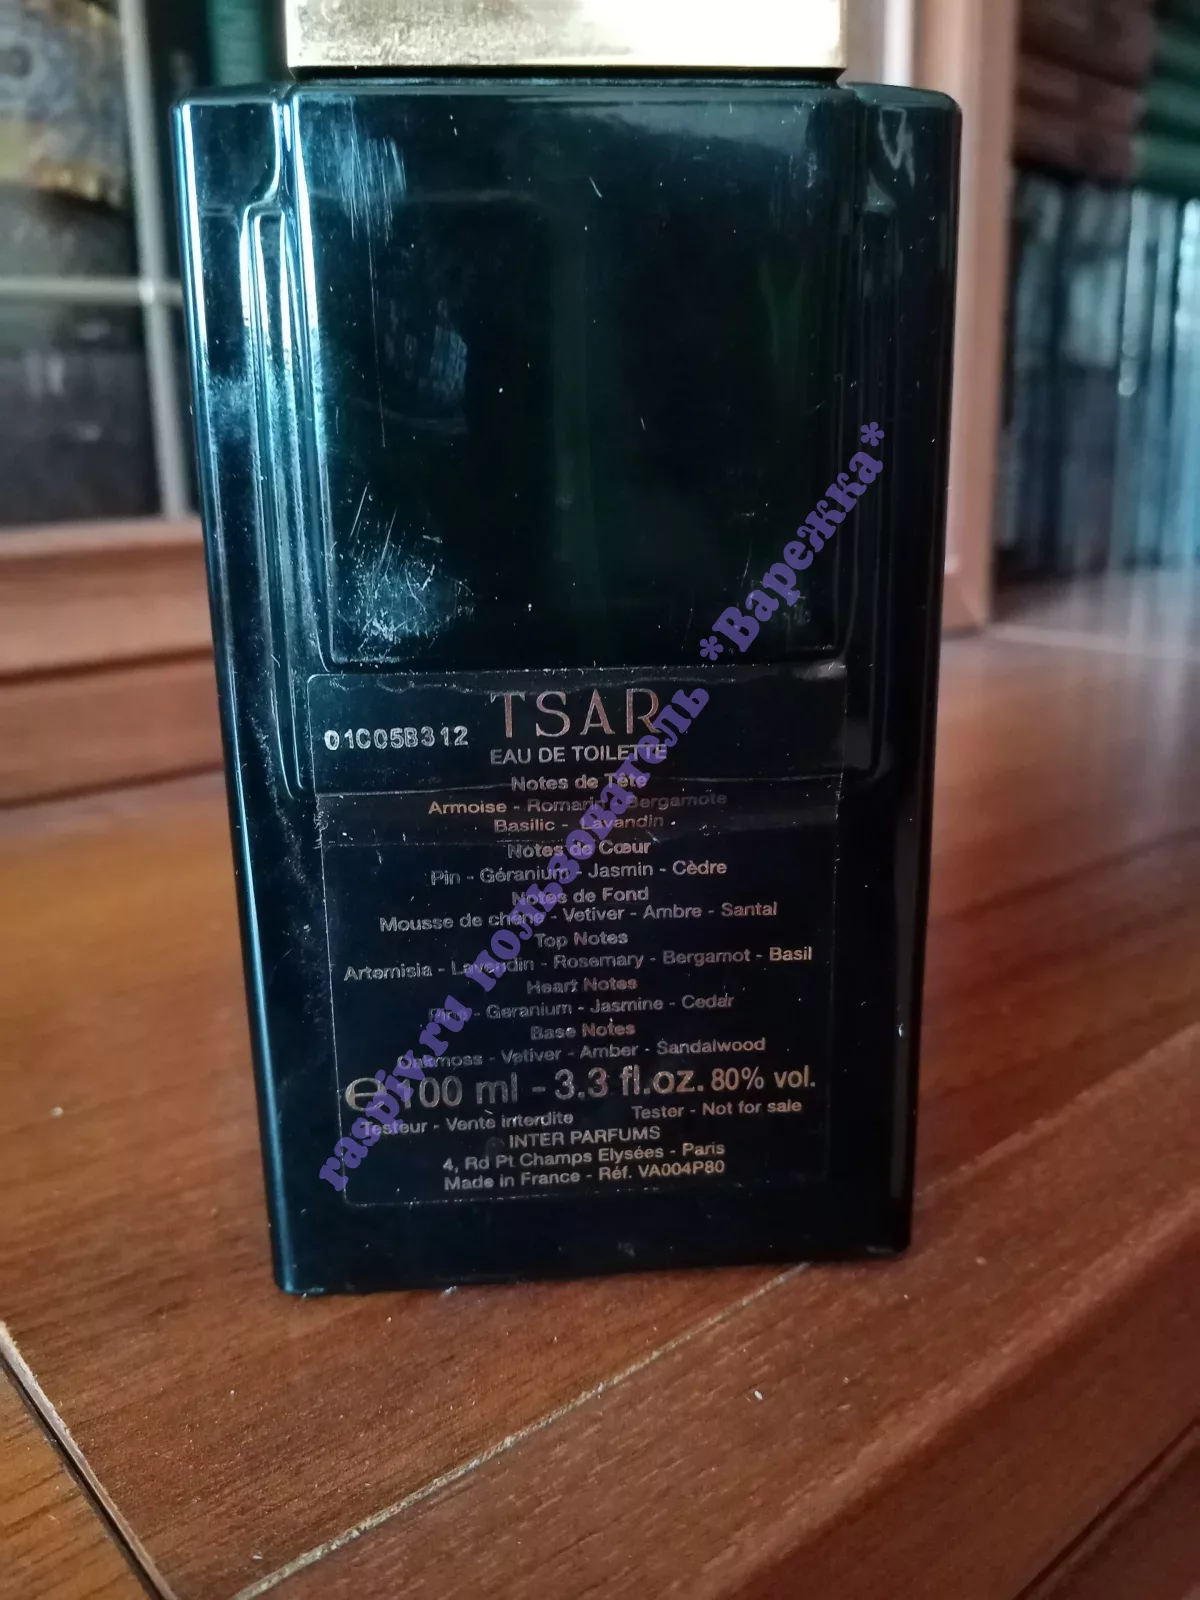 TSAR
01C05B312
EAU DE TOILETTE
Notes de Tête
Armoise - Romarin - Bergamote
Basilic - Lavandin
Notes de Cœur
Pin - Géranium - Jasmin - Cèdre
Notes de Fond
Mousse de chêne - Vetiver - Ambre - Santal
Top Notes
Artemisia - Lavandin - Rosemary - Bergamot - Basil
Heart Notes
Pine - Geranium - Jasmine - Cedar
Base Notes
Oakmoss - Vetiver - Amber - Sandalwood
℮ 100 ml - 3.3 fl.oz. 80% vol.
Testeur - Vente interdite Tester - Not for sale
INTER PARFUMS
4, Rd Pt Champs Elysées - Paris
Made in France - Réf. VA004P80
raspiv.ru пользователь *Варежка*